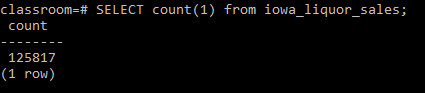 classroom=# SELECT count(1) from iowa_liquor_sales;
 count
--------
 125817
(1 row)